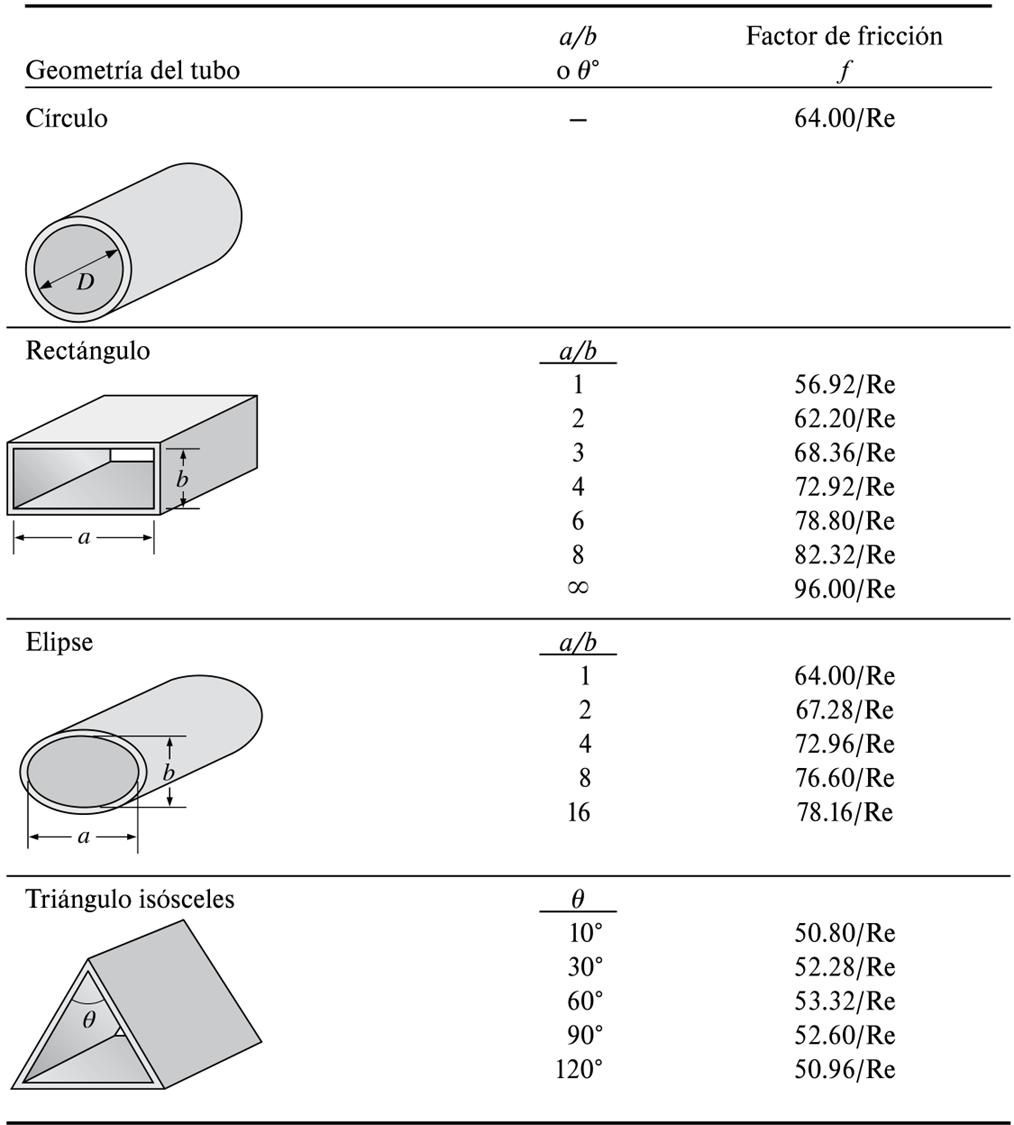 a/b Factor de fricción
Geometría del tubo o θ° f
Círculo — 64.00/Re
D
Rectángulo a/b
1 56.92/Re
2 62.20/Re
3 68.36/Re
b 4 72.92/Re
6 78.80/Re
a 8 82.32/Re
∞ 96.00/Re
Elipse a/b
1 64.00/Re
2 67.28/Re
4 72.96/Re
b 8 76.60/Re
16 78.16/Re
a
Triángulo isósceles θ
10° 50.80/Re
30° 52.28/Re
θ 60° 53.32/Re
90° 52.60/Re
120° 50.96/Re